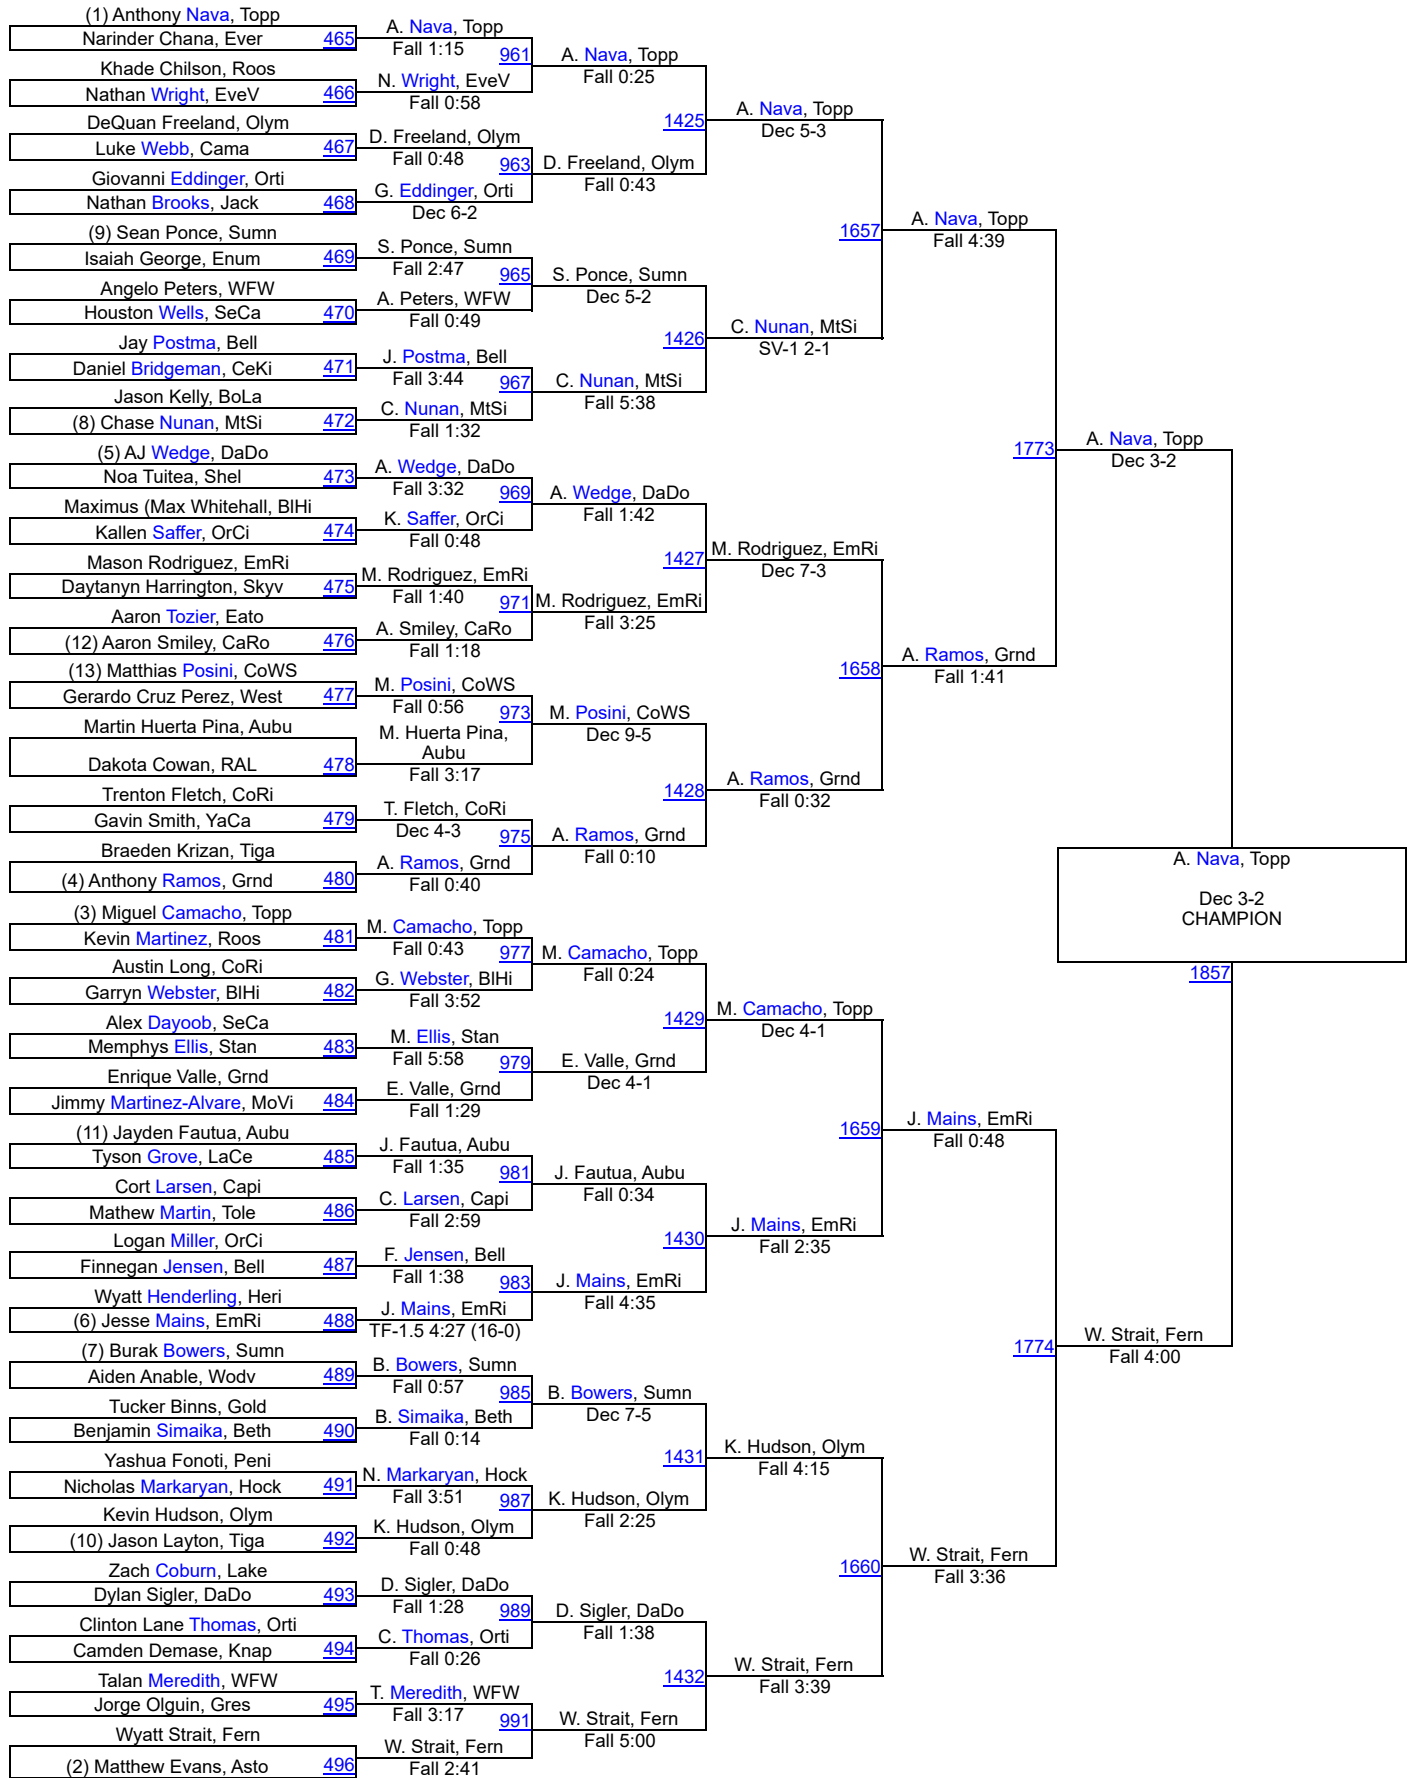 (1) Anthony Nava, Topp
Narinder Chana, Ever 465
Khade Chilson, Roos
Nathan Wright, EveV 466
DeQuan Freeland, Olym
Luke Webb, Cama 467
Giovanni Eddinger, Orti
Nathan Brooks, Jack 468
(9) Sean Ponce, Sumn
Isaiah George, Enum 469
Angelo Peters, WFW
Houston Wells, SeCa 470
Jay Postma, Bell
Daniel Bridgeman, CeKi 471
Jason Kelly, BoLa
(8) Chase Nunan, MtSi 472
(5) AJ Wedge, DaDo
Noa Tuitea, Shel 473
Maximus (Max Whitehall, BlHi
Kallen Saffer, OrCi 474
Mason Rodriguez, EmRi
Daytanyn Harrington, Skyv 475
Aaron Tozier, Eato
(12) Aaron Smiley, CaRo 476
(13) Matthias Posini, CoWS
Gerardo Cruz Perez, West 477
Martin Huerta Pina, Aubu
Dakota Cowan, RAL 478
Trenton Fletch, CoRi
Gavin Smith, YaCa 479
Braeden Krizan, Tiga
(4) Anthony Ramos, Grnd 480
(3) Miguel Camacho, Topp
Kevin Martinez, Roos 481
Austin Long, CoRi
Garryn Webster, BlHi 482
Alex Dayoob, SeCa
Memphys Ellis, Stan 483
Enrique Valle, Grnd
Jimmy Martinez-Alvare, MoVi 484
(11) Jayden Fautua, Aubu
Tyson Grove, LaCe 485
Cort Larsen, Capi
Mathew Martin, Tole 486
Logan Miller, OrCi
Finnegan Jensen, Bell 487
Wyatt Henderling, Heri
(6) Jesse Mains, EmRi 488
(7) Burak Bowers, Sumn
Aiden Anable, Wodv 489
Tucker Binns, Gold
Benjamin Simaika, Beth 490
Yashua Fonoti, Peni
Nicholas Markaryan, Hock 491
Kevin Hudson, Olym
(10) Jason Layton, Tiga 492
Zach Coburn, Lake
Dylan Sigler, DaDo 493
Clinton Lane Thomas, Orti
Camden Demase, Knap 494
Talan Meredith, WFW
Jorge Olguin, Gres 495
Wyatt Strait, Fern
(2) Matthew Evans, Asto 496
A. Nava, Topp
Fall 1:15
961
N. Wright, EveV
Fall 0:58
D. Freeland, Olym
Fall 0:48
963
G. Eddinger, Orti
Dec 6-2
S. Ponce, Sumn
Fall 2:47
965
A. Peters, WFW
Fall 0:49
J. Postma, Bell
Fall 3:44
967
C. Nunan, MtSi
Fall 1:32
A. Wedge, DaDo
Fall 3:32
969
K. Saffer, OrCi
Fall 0:48
M. Rodriguez, EmRi
Fall 1:40
971
A. Smiley, CaRo
Fall 1:18
M. Posini, CoWS
Fall 0:56
973
M. Huerta Pina,
Aubu
Fall 3:17
T. Fletch, CoRi
Dec 4-3
975
A. Ramos, Grnd
Fall 0:40
M. Camacho, Topp
Fall 0:43
977
G. Webster, BlHi
Fall 3:52
M. Ellis, Stan
Fall 5:58
979
E. Valle, Grnd
Fall 1:29
J. Fautua, Aubu
Fall 1:35
981
C. Larsen, Capi
Fall 2:59
F. Jensen, Bell
Fall 1:38
983
J. Mains, EmRi
TF-1.5 4:27 (16-0)
B. Bowers, Sumn
Fall 0:57
985
B. Simaika, Beth
Fall 0:14
N. Markaryan, Hock
Fall 3:51
987
K. Hudson, Olym
Fall 0:48
D. Sigler, DaDo
Fall 1:28
989
C. Thomas, Orti
Fall 0:26
T. Meredith, WFW
Fall 3:17
991
W. Strait, Fern
Fall 2:41
A. Nava, Topp
Fall 0:25
1425
D. Freeland, Olym
Fall 0:43
S. Ponce, Sumn
Dec 5-2
1426
C. Nunan, MtSi
Fall 5:38
A. Wedge, DaDo
Fall 1:42
1427
M. Rodriguez, EmRi
Fall 3:25
M. Posini, CoWS
Dec 9-5
1428
A. Ramos, Grnd
Fall 0:10
M. Camacho, Topp
Fall 0:24
1429
E. Valle, Grnd
Dec 4-1
J. Fautua, Aubu
Fall 0:34
1430
J. Mains, EmRi
Fall 4:35
B. Bowers, Sumn
Dec 7-5
1431
K. Hudson, Olym
Fall 2:25
D. Sigler, DaDo
Fall 1:38
1432
W. Strait, Fern
Fall 5:00
A. Nava, Topp
Dec 5-3
1657
C. Nunan, MtSi
SV-1 2-1
M. Rodriguez, EmRi
Dec 7-3
1658
A. Ramos, Grnd
Fall 0:32
M. Camacho, Topp
Dec 4-1
1659
J. Mains, EmRi
Fall 2:35
K. Hudson, Olym
Fall 4:15
1660
W. Strait, Fern
Fall 3:39
A. Nava, Topp
Fall 4:39
1773
A. Ramos, Grnd
Fall 1:41
J. Mains, EmRi
Fall 0:48
1774
W. Strait, Fern
Fall 3:36
A. Nava, Topp
Dec 3-2
W. Strait, Fern
Fall 4:00
A. Nava, Topp
Dec 3-2
CHAMPION
1857